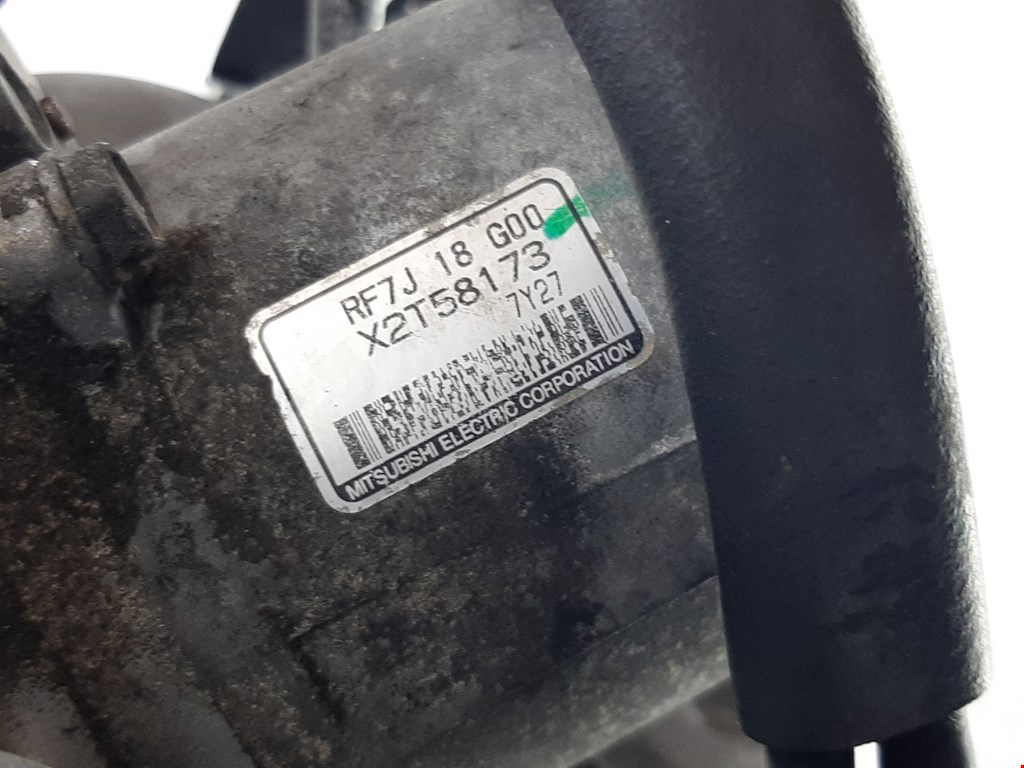 RF7J 18 G00
X2T58173
7Y27
MITSUBISHI ELECTRIC CORPORATION